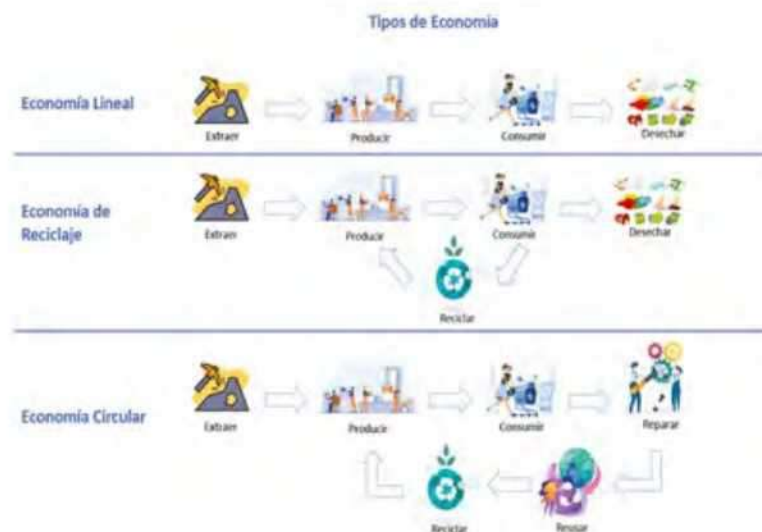 Tipos de Economía
Economía Lineal
Extraer
Producir
Consumir
Desechar
Economía de
Reciclaje
Extraer
Producir
Consumir
Desechar
Reciclar
Economía Circular
Extraer
Producir
Consumir
Reparar
Reciclar
Reusar